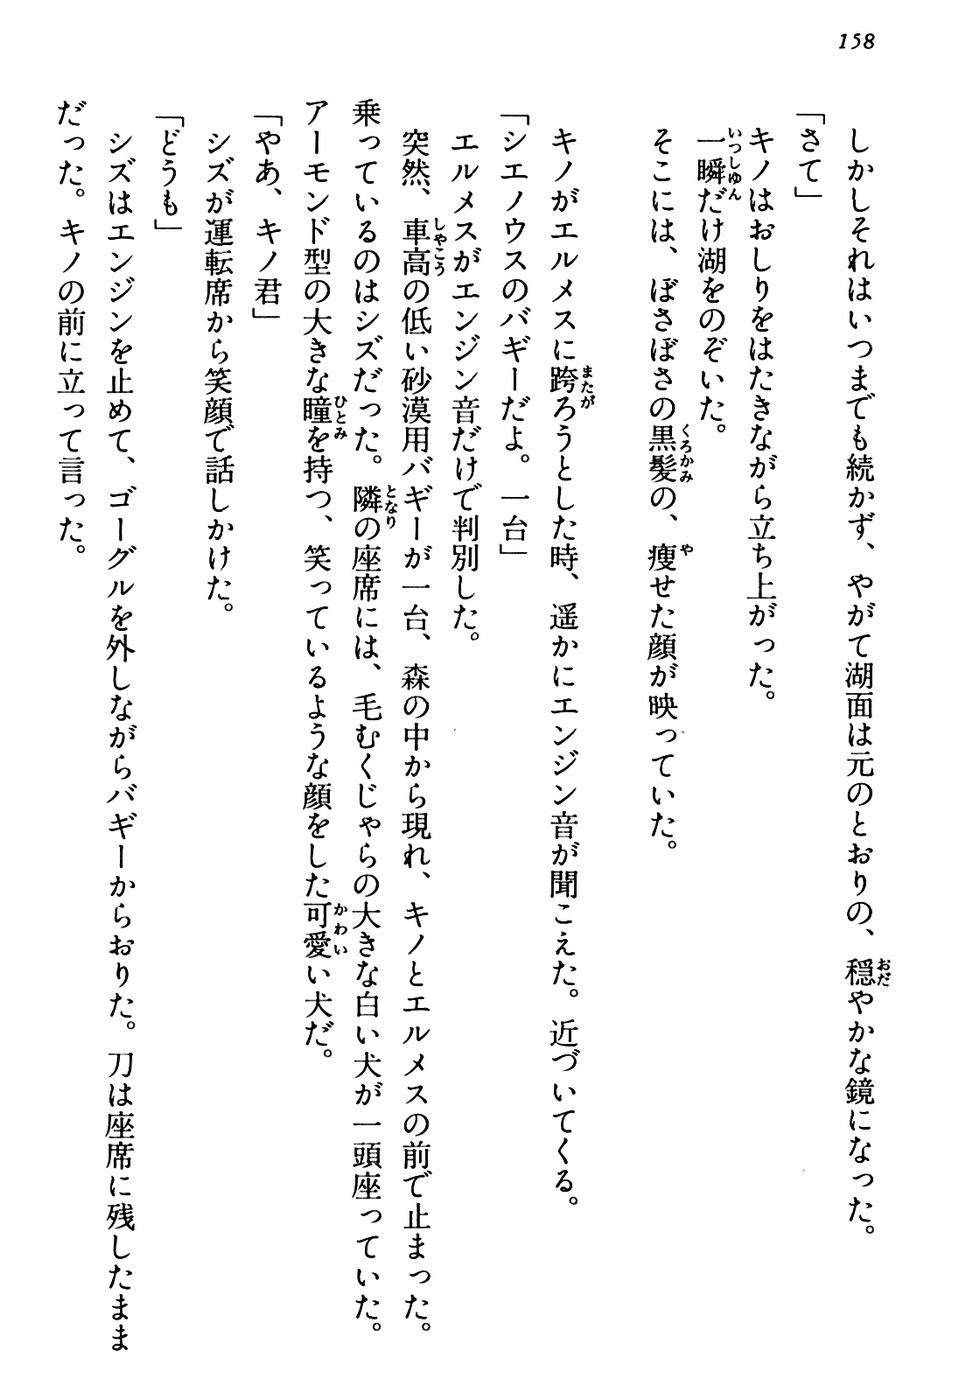 158
しかしそれはいつまでも続かず、やがて湖面は元のとおりの、穏やかな鏡になった。
「さて」
キノはおしりをはたきながら立ち上がった。
一瞬だけ湖をのぞいた。
そこには、ぼさぼさの黒髪の、痩せた顔が映っていた。
キノがエルメスに跨ろうとした時、遥かにエンジン音が聞こえた。近づいてくる。
「シエノウスのバギーだよ。一台」
エルメスがエンジン音だけで判別した。
突然、車高の低い砂漠用バギーが一台、森の中から現れ、キノとエルメスの前で止まった。
乗っているのはシズだった。隣の座席には、毛むくじゃらの大きな白い犬が一頭座っていた。
アーモンド型の大きな瞳を持つ、笑っているような顔をした可愛い犬だ。
「やあ、キノ君」
シズが運転席から笑顔で話しかけた。
「どうも」
シズはエンジンを止めて、ゴーグルを外しながらバギーからおりた。刀は座席に残したまま
だった。キノの前に立って言った。